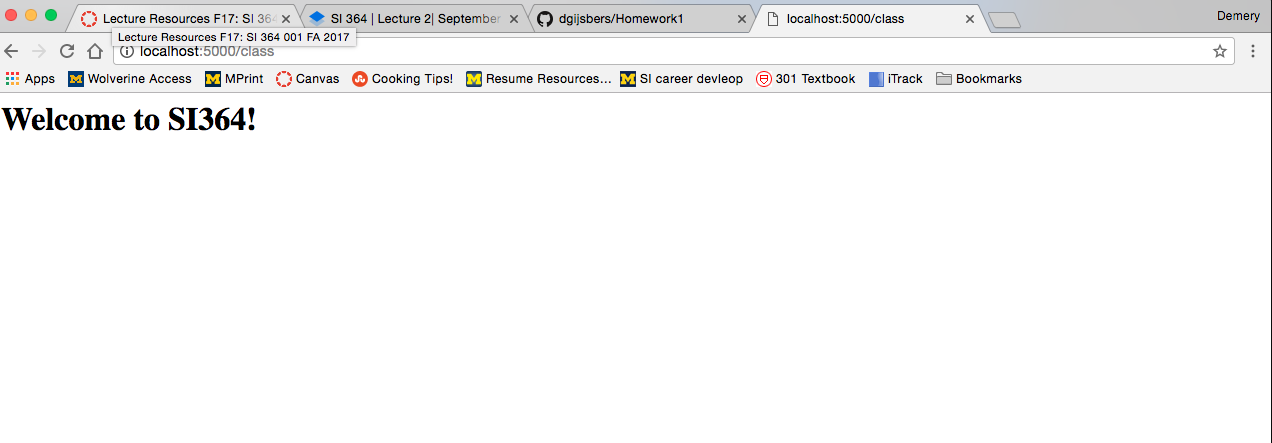 Lecture Resources F17: SI 364
SI 364 | Lecture 2| September
dgijsbers/Homework1
localhost:5000/class
Demery
Lecture Resources F17: SI 364 001 FA 2017
localhost:5000/class
Apps Wolverine Access MPrint Canvas Cooking Tips! Resume Resources... SI career devleop 301 Textbook iTrack Bookmarks
Welcome to SI364!